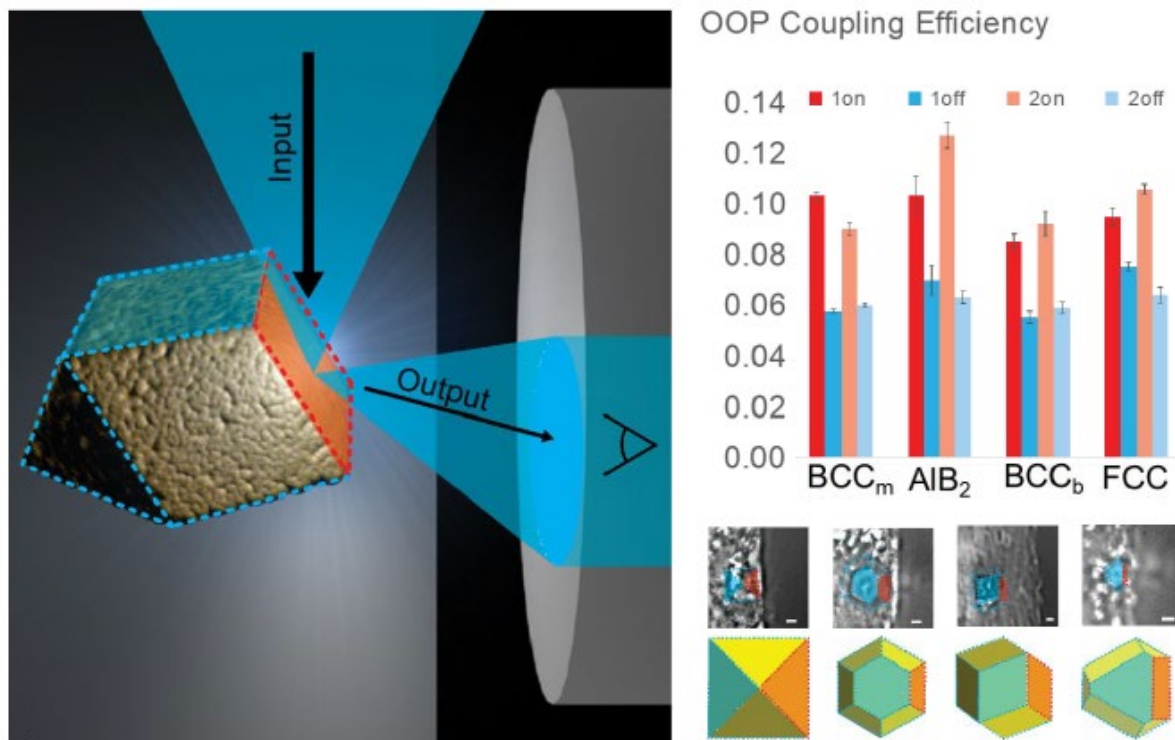 Input
Output
OOP Coupling Efficiency
1on 1off 2on 2off
0.14
0.12
0.10
0.08
0.06
0.04
0.02
0.00
BCCm AlB2 BCCb FCC